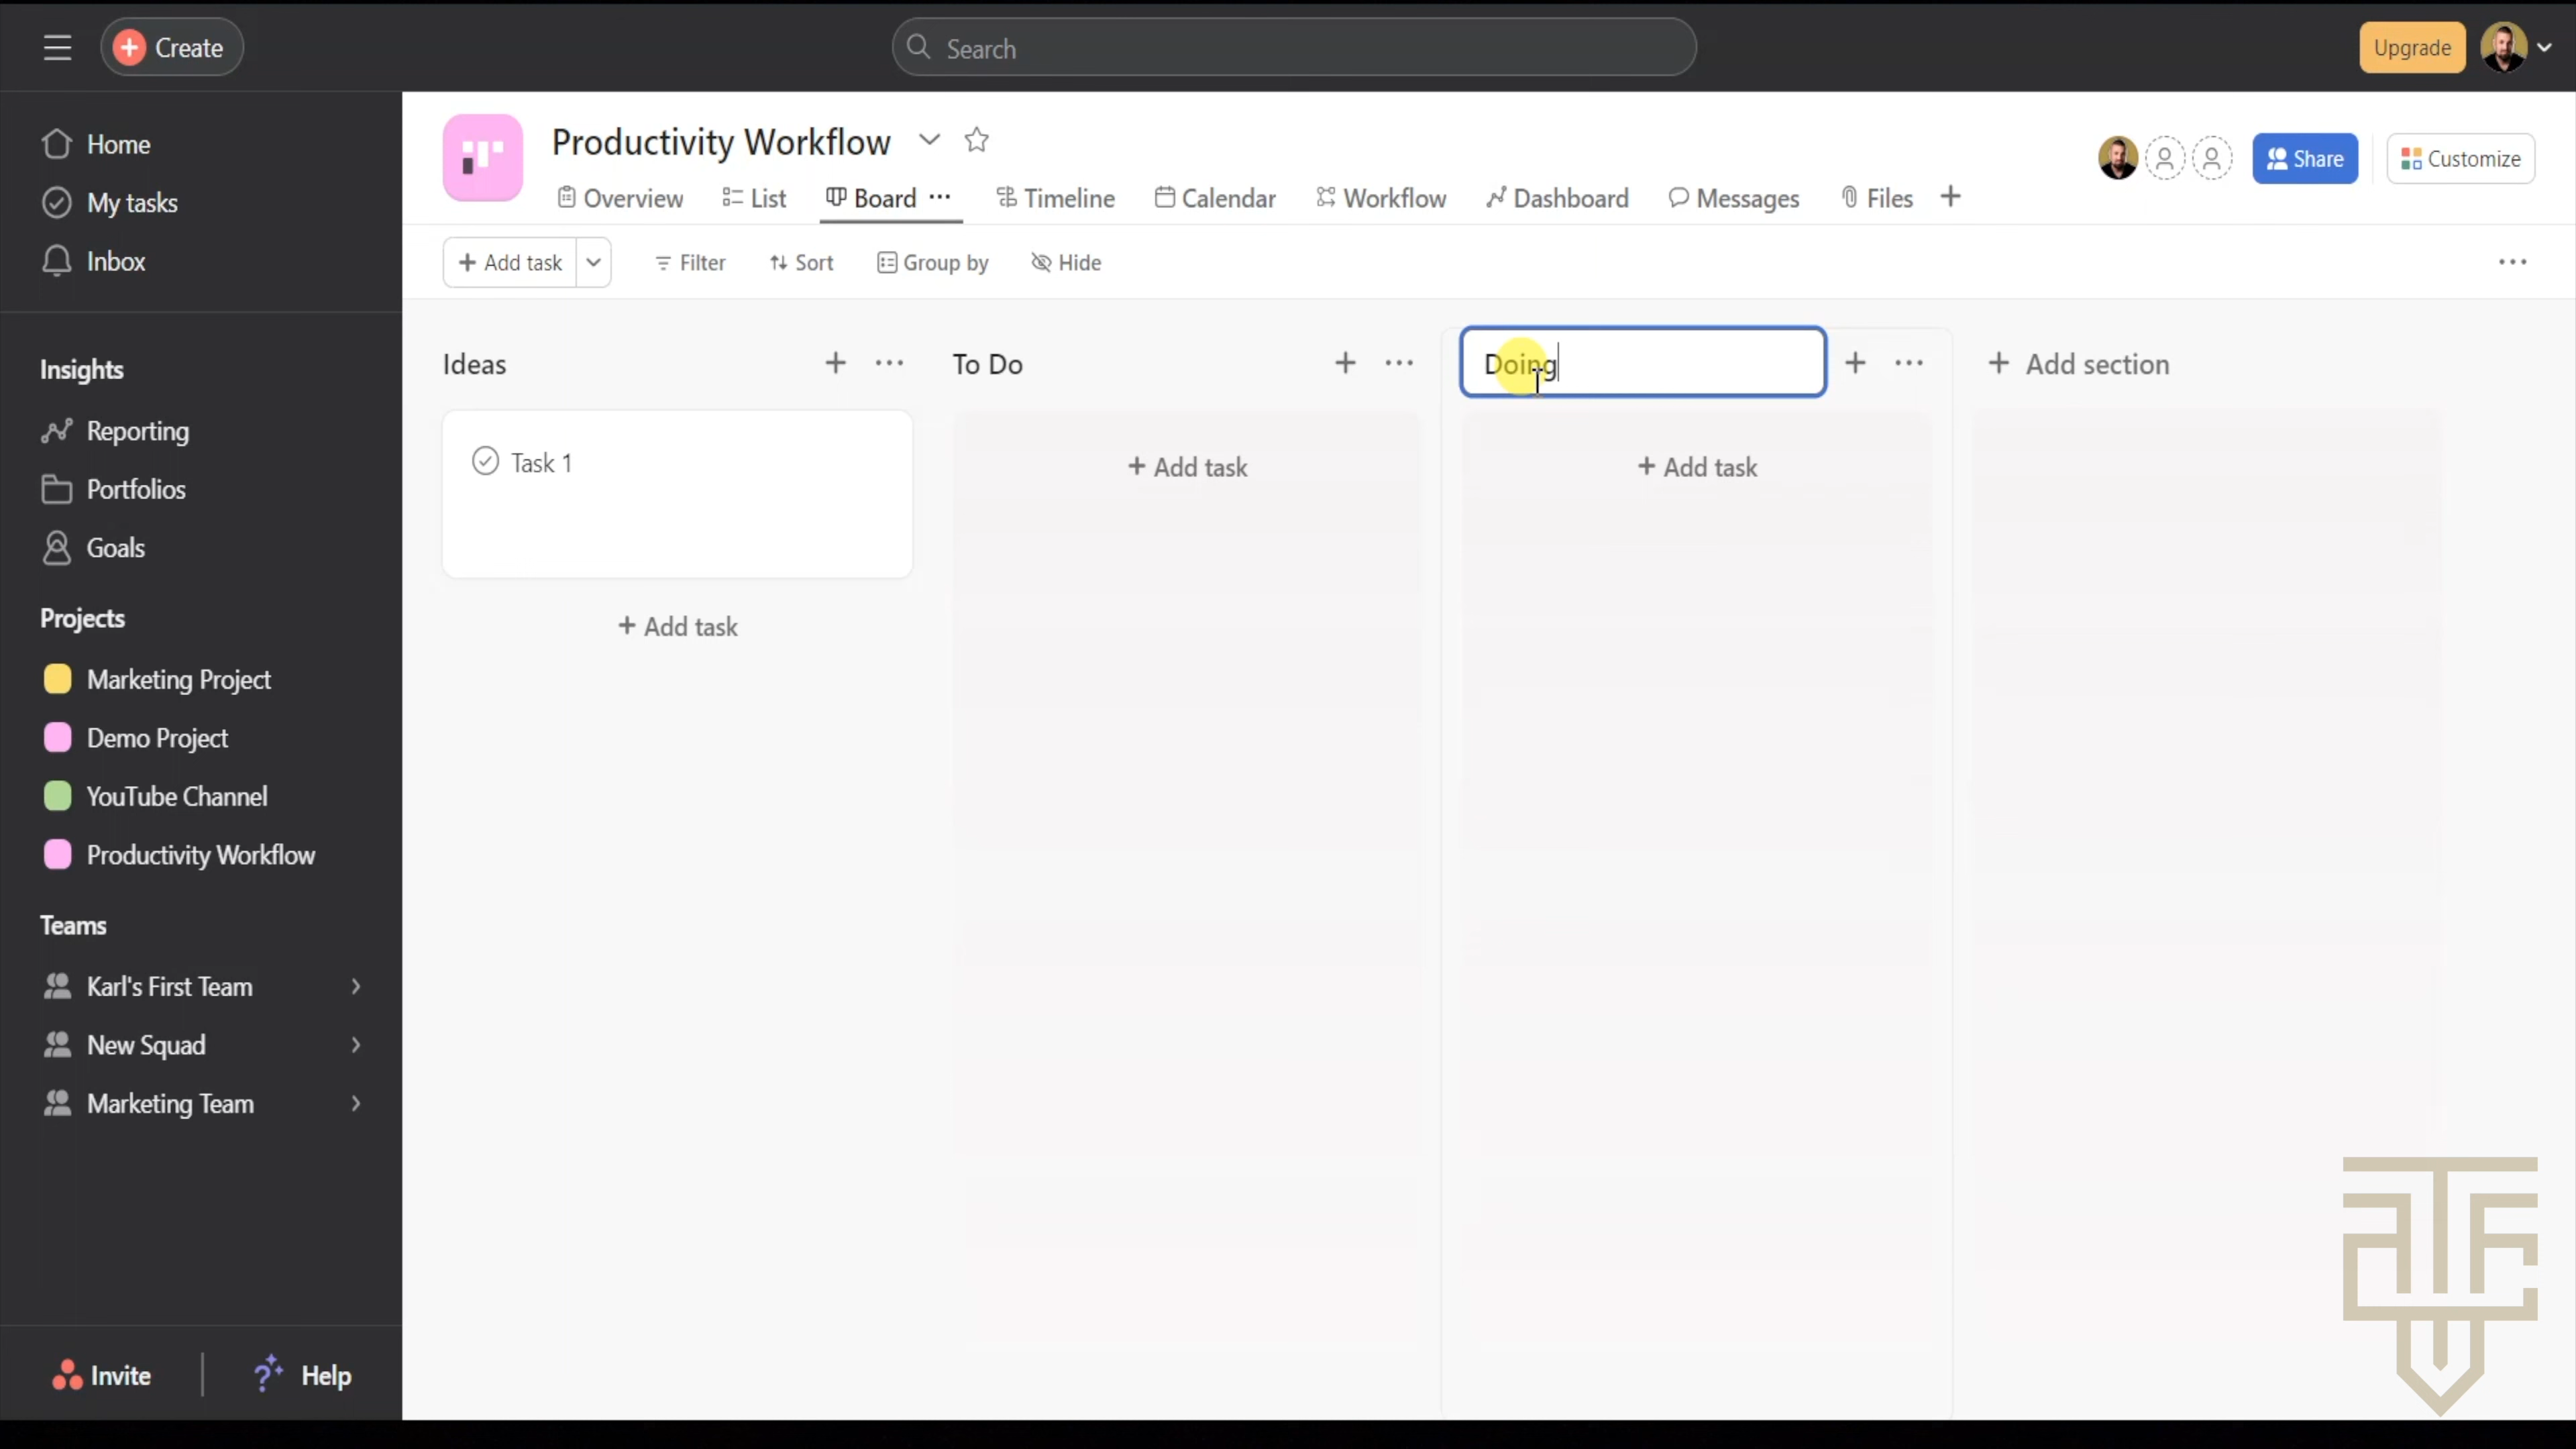 Create
Search
Upgrade
Home
My tasks
Inbox
Insights
Reporting
Portfolios
Goals
Projects
Marketing Project
Demo Project
YouTube Channel
Productivity Workflow
Teams
Karl's First Team
New Squad
Marketing Team
Invite
Help
Productivity Workflow
Share
Customize
Overview List Board Timeline Calendar Workflow Dashboard Messages Files
Add task Filter Sort Group by Hide
Ideas
To Do
Doing
Add section
Task 1
+ Add task
+ Add task
+ Add task